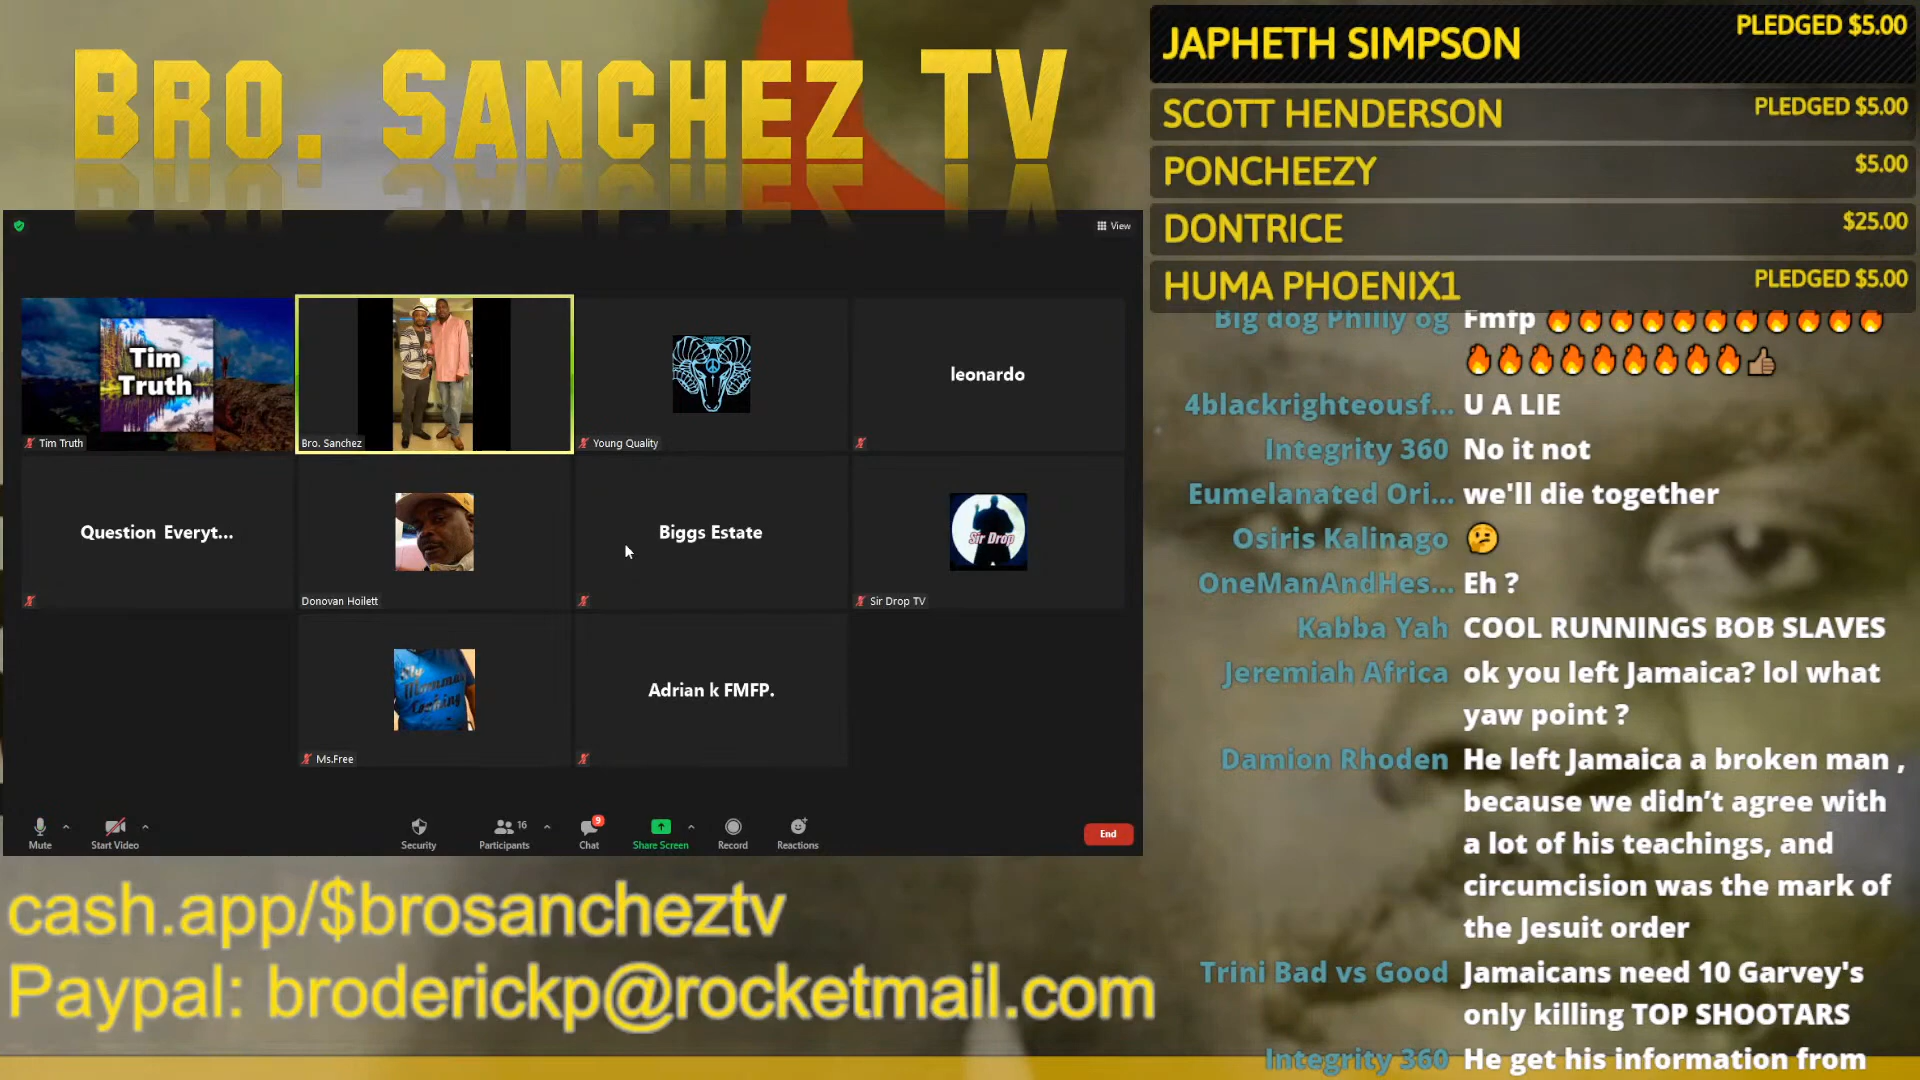 BRO. SANCHEZ TV
JAPHETH SIMPSON PLEDGED $5.00
SCOTT HENDERSON PLEDGED $5.00
PONCHEEZY $5.00
DONTRICE $25.00
HUMA PHOENIX1 PLEDGED $5.00
View
Tim
Truth
Tim Truth
Bro. Sanchez
Young Quality
leonardo
Question Everyt...
Donovan Hoilett
Biggs Estate
Sir Drop
Sir Drop TV
My
Momma
Cooking
Ms.Free
Adrian k FMFP.
Mute
Start Video
Security
16
Participants
9
Chat
Share Screen
Record
Reactions
End
cash.app/$brosancheztv
Paypal: broderickp@rocketmail.com
Big dog Philly og Fmfp 🔥🔥🔥🔥🔥🔥🔥🔥🔥🔥🔥
🔥🔥🔥🔥🔥🔥🔥🔥🔥👍🏽
4blackrighteousf... U A LIE
Integrity 360 No it not
Eumelanated Ori... we'll die together
Osiris Kalinago 🤔
OneManAndHes... Eh ?
Kabba Yah COOL RUNNINGS BOB SLAVES
Jeremiah Africa ok you left Jamaica? lol what
yaw point ?
Damion Rhoden He left Jamaica a broken man ,
because we didn’t agree with
a lot of his teachings, and
circumcision was the mark of
the Jesuit order
Trini Bad vs Good Jamaicans need 10 Garvey's
only killing TOP SHOOTARS
Integrity 360 He get his information from